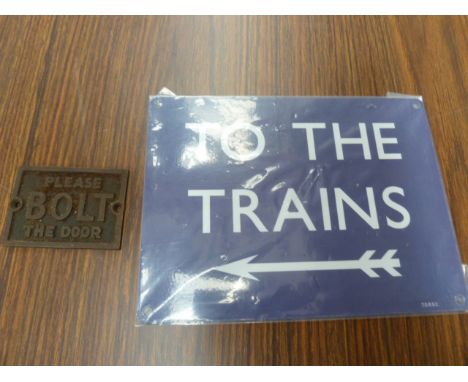 PLEASE
BOLT
THE DOOR
TO THE
TRAINS